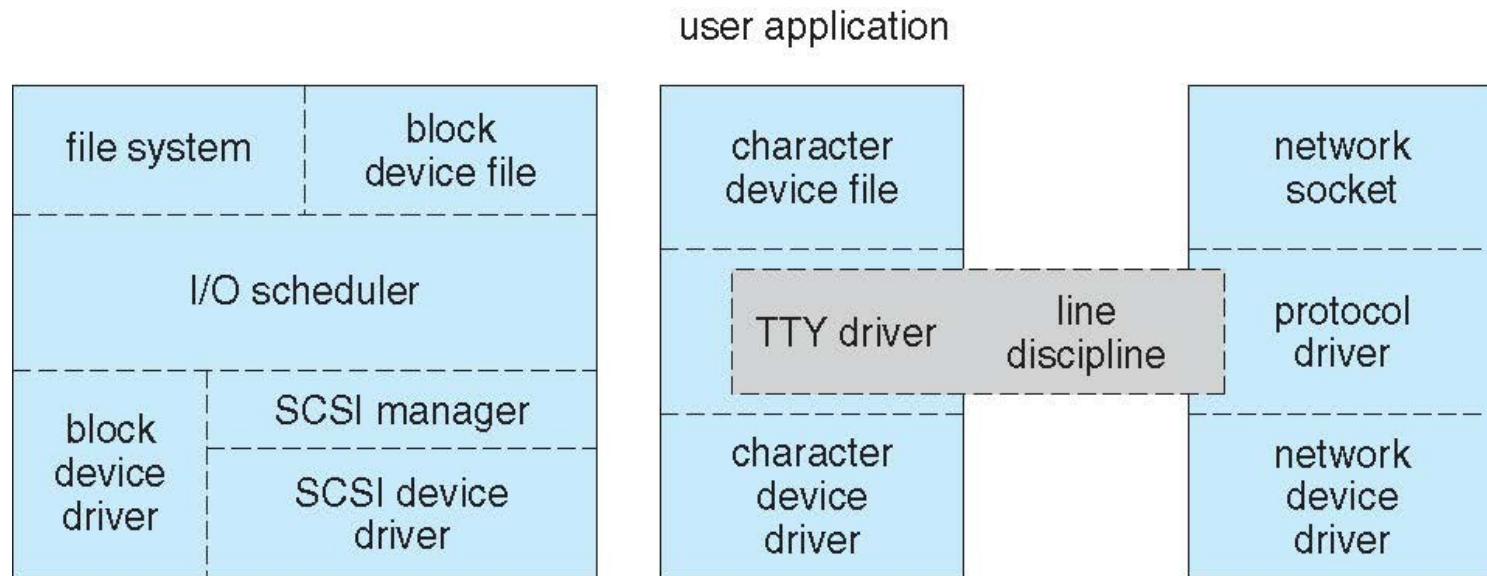 user application
file system
block
device file
I/O scheduler
block
device
driver
SCSI manager
SCSI device
driver
character
device file
TTY driver
line
discipline
character
device
driver
network
socket
protocol
driver
network
device
driver